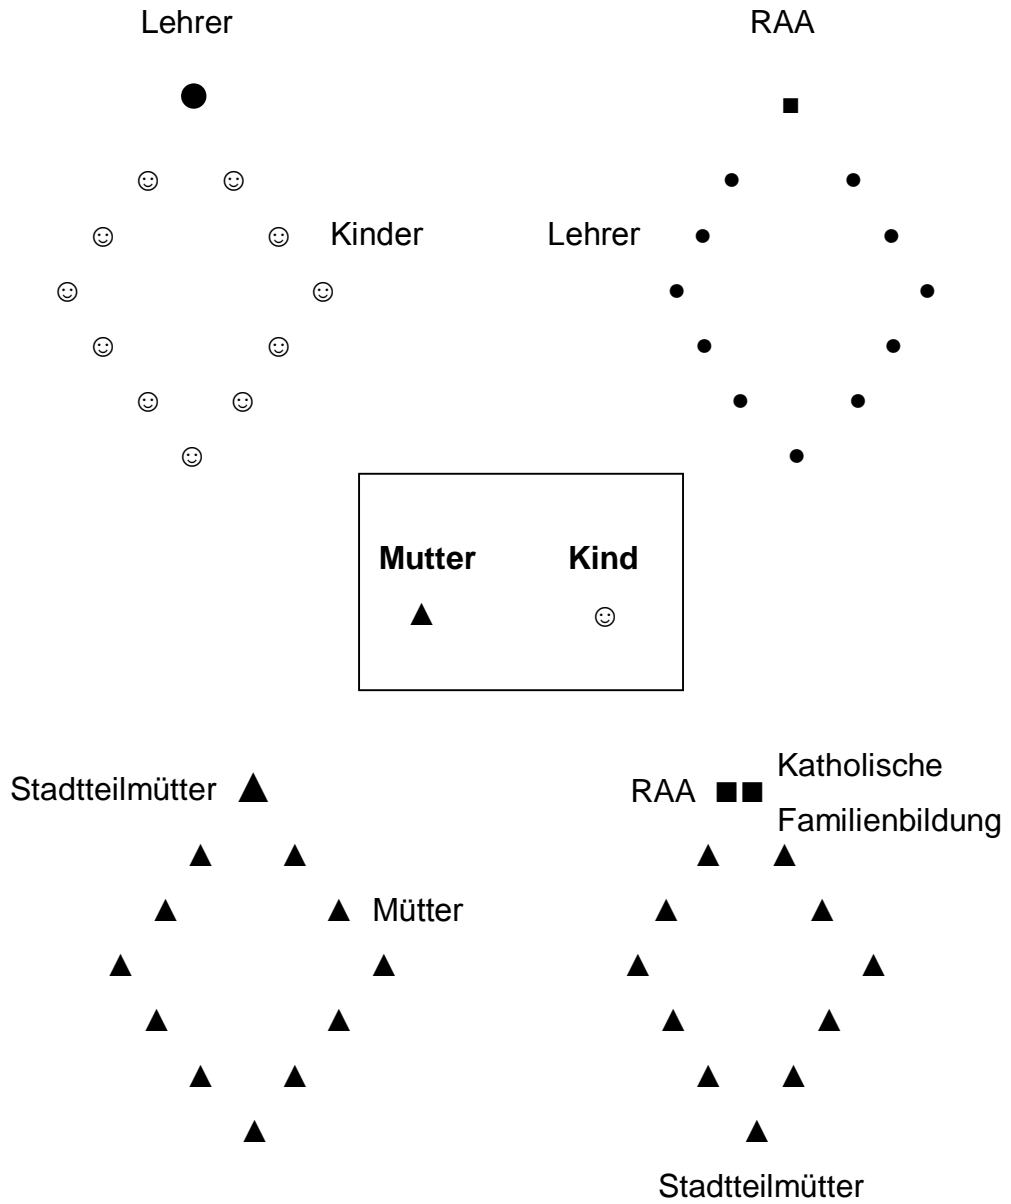 Lehrer RAA
Kinder Lehrer
Mutter Kind
Stadtteilmütter RAA Katholische
Familienbildung
Mütter
Stadtteilmütter